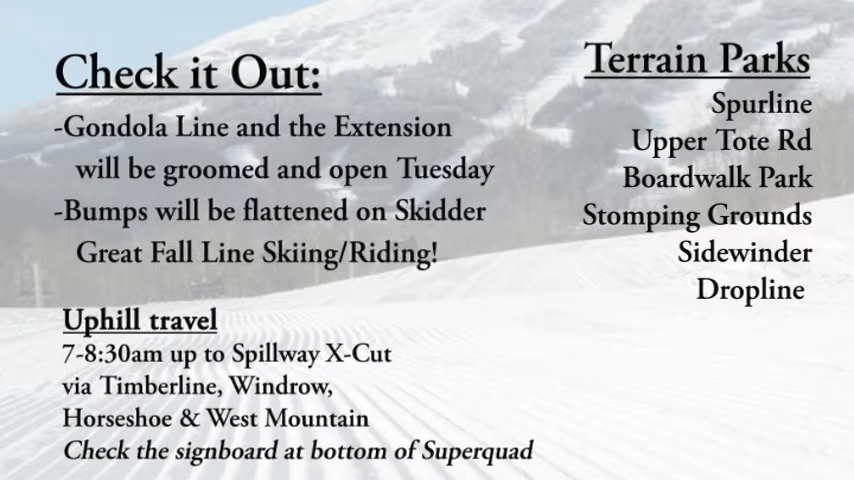 Check it Out:
-Gondola Line and the Extension
will be groomed and open Tuesday
-Bumps will be flattened on Skidder
Great Fall Line Skiing/Riding!
Uphill travel
7-8:30am up to Spillway X-Cut
via Timberline, Windrow,
Horseshoe & West Mountain
Check the signboard at bottom of Superquad
Terrain Parks
Spurline
Upper Tote Rd
Boardwalk Park
Stomping Grounds
Sidewinder
Dropline